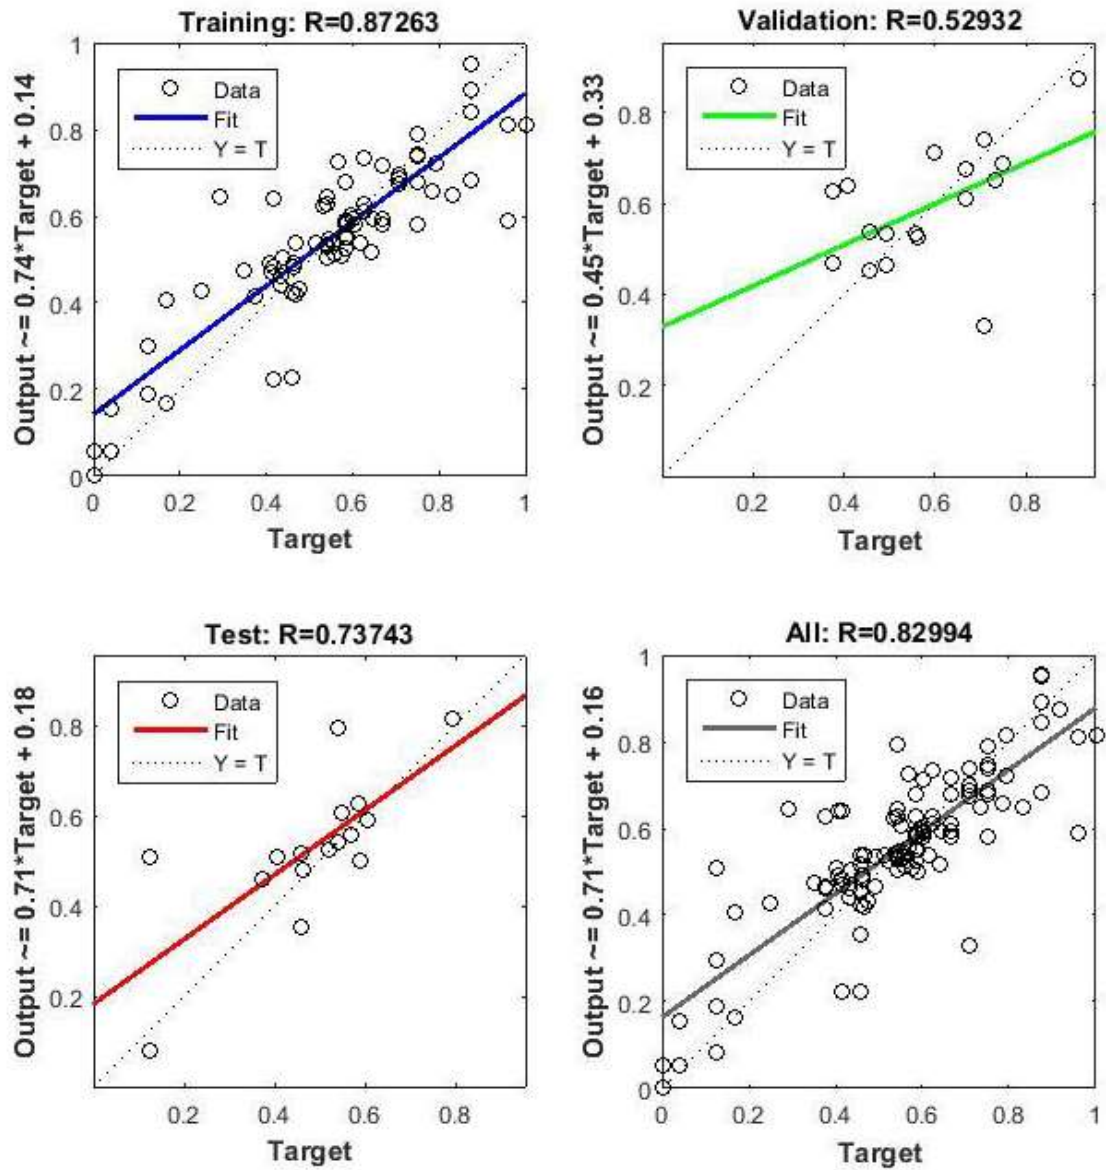 Training: R=0.87263
Output ~= 0.74*Target + 0.14
Data
Fit
Y = T
1
0.8
0.6
0.4
0.2
0
0 0.2 0.4 0.6 0.8 1
Target
Validation: R=0.52932
Output ~= 0.45*Target + 0.33
Data
Fit
Y = T
0.8
0.6
0.4
0.2
0.2 0.4 0.6 0.8
Target
Test: R=0.73743
Output ~= 0.71*Target + 0.18
Data
Fit
Y = T
0.8
0.6
0.4
0.2
0.2 0.4 0.6 0.8
Target
All: R=0.82994
Output ~= 0.71*Target + 0.16
Data
Fit
Y = T
1
0.8
0.6
0.4
0.2
0
0 0.2 0.4 0.6 0.8 1
Target